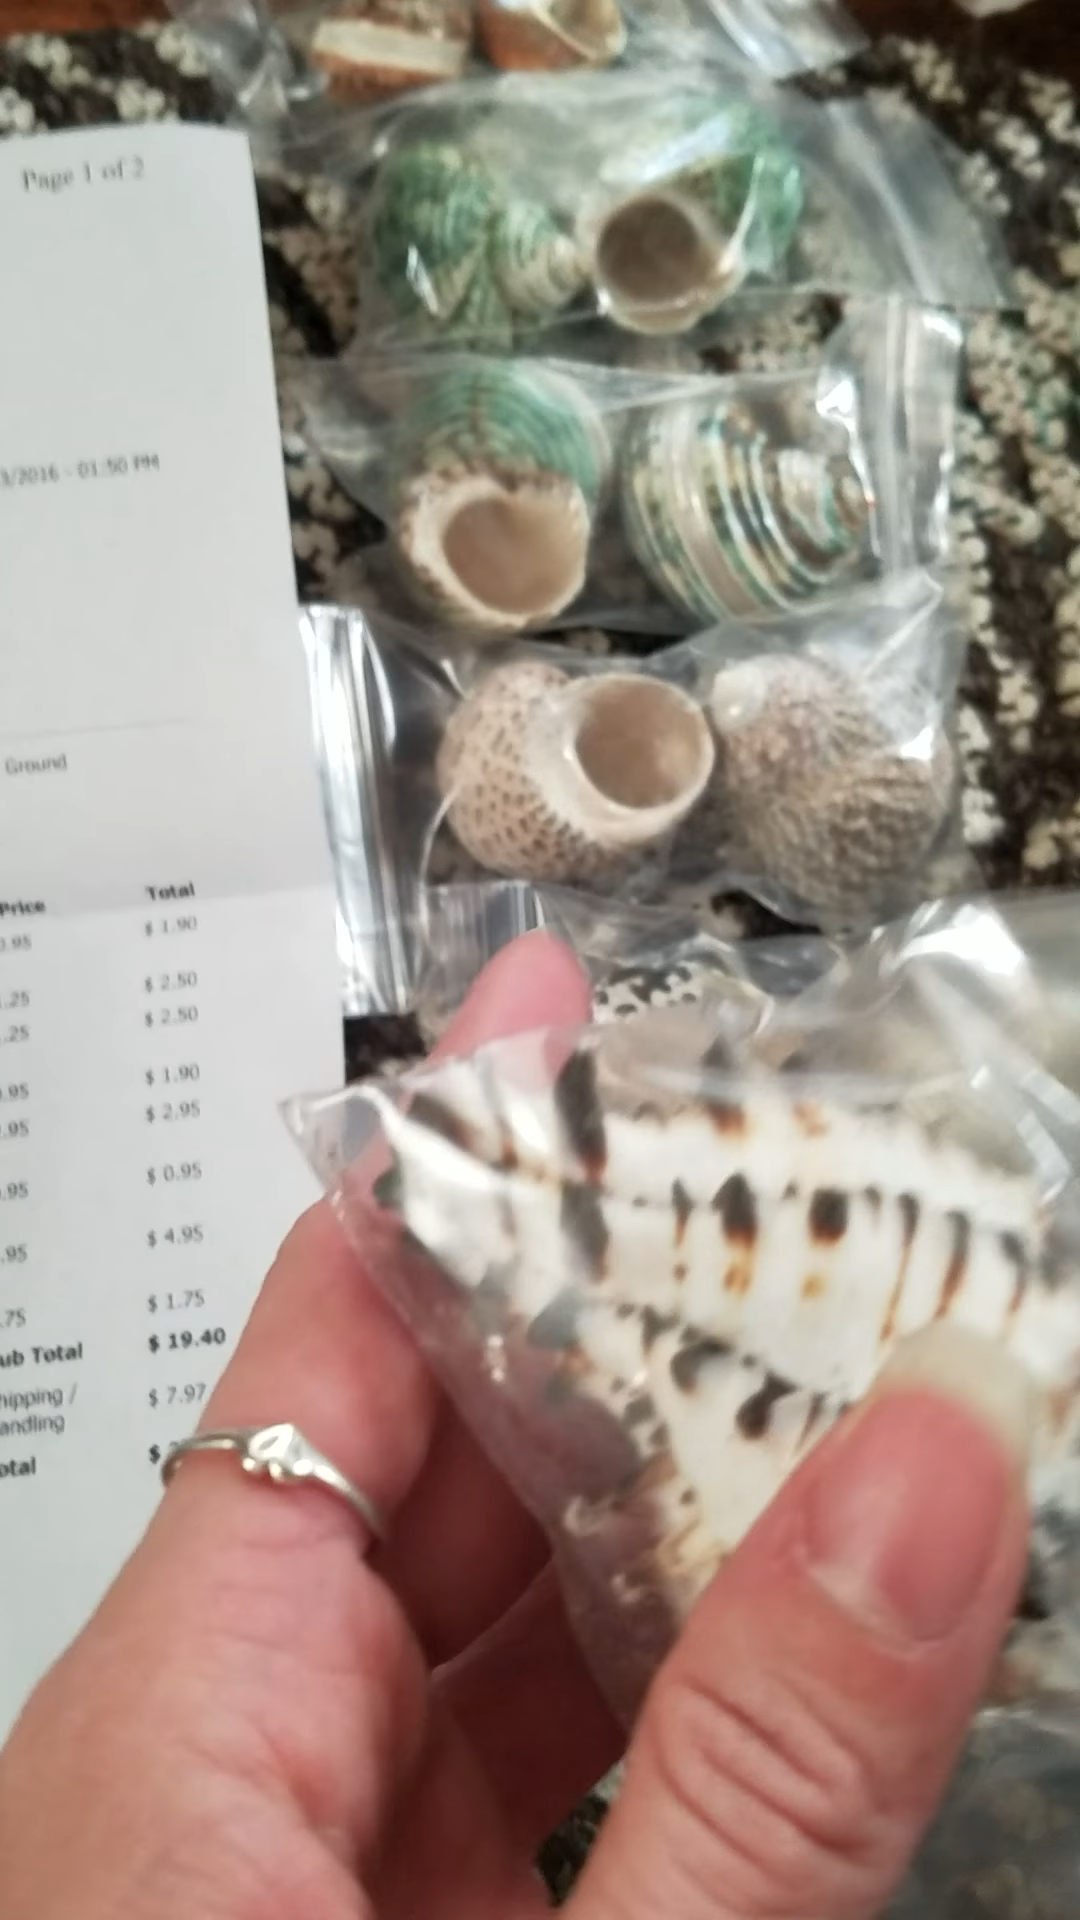 Page 1 of 2
3/2016 - 01:50 PM
Ground
Price Total
.95 $ 1.90
.25 $ 2.50
.25 $ 2.50
.95 $ 1.90
.95 $ 2.95
.95 $ 0.95
.95 $ 4.95
.75 $ 1.75
ub Total $ 19.40
hipping / $ 7.97
andling
otal $